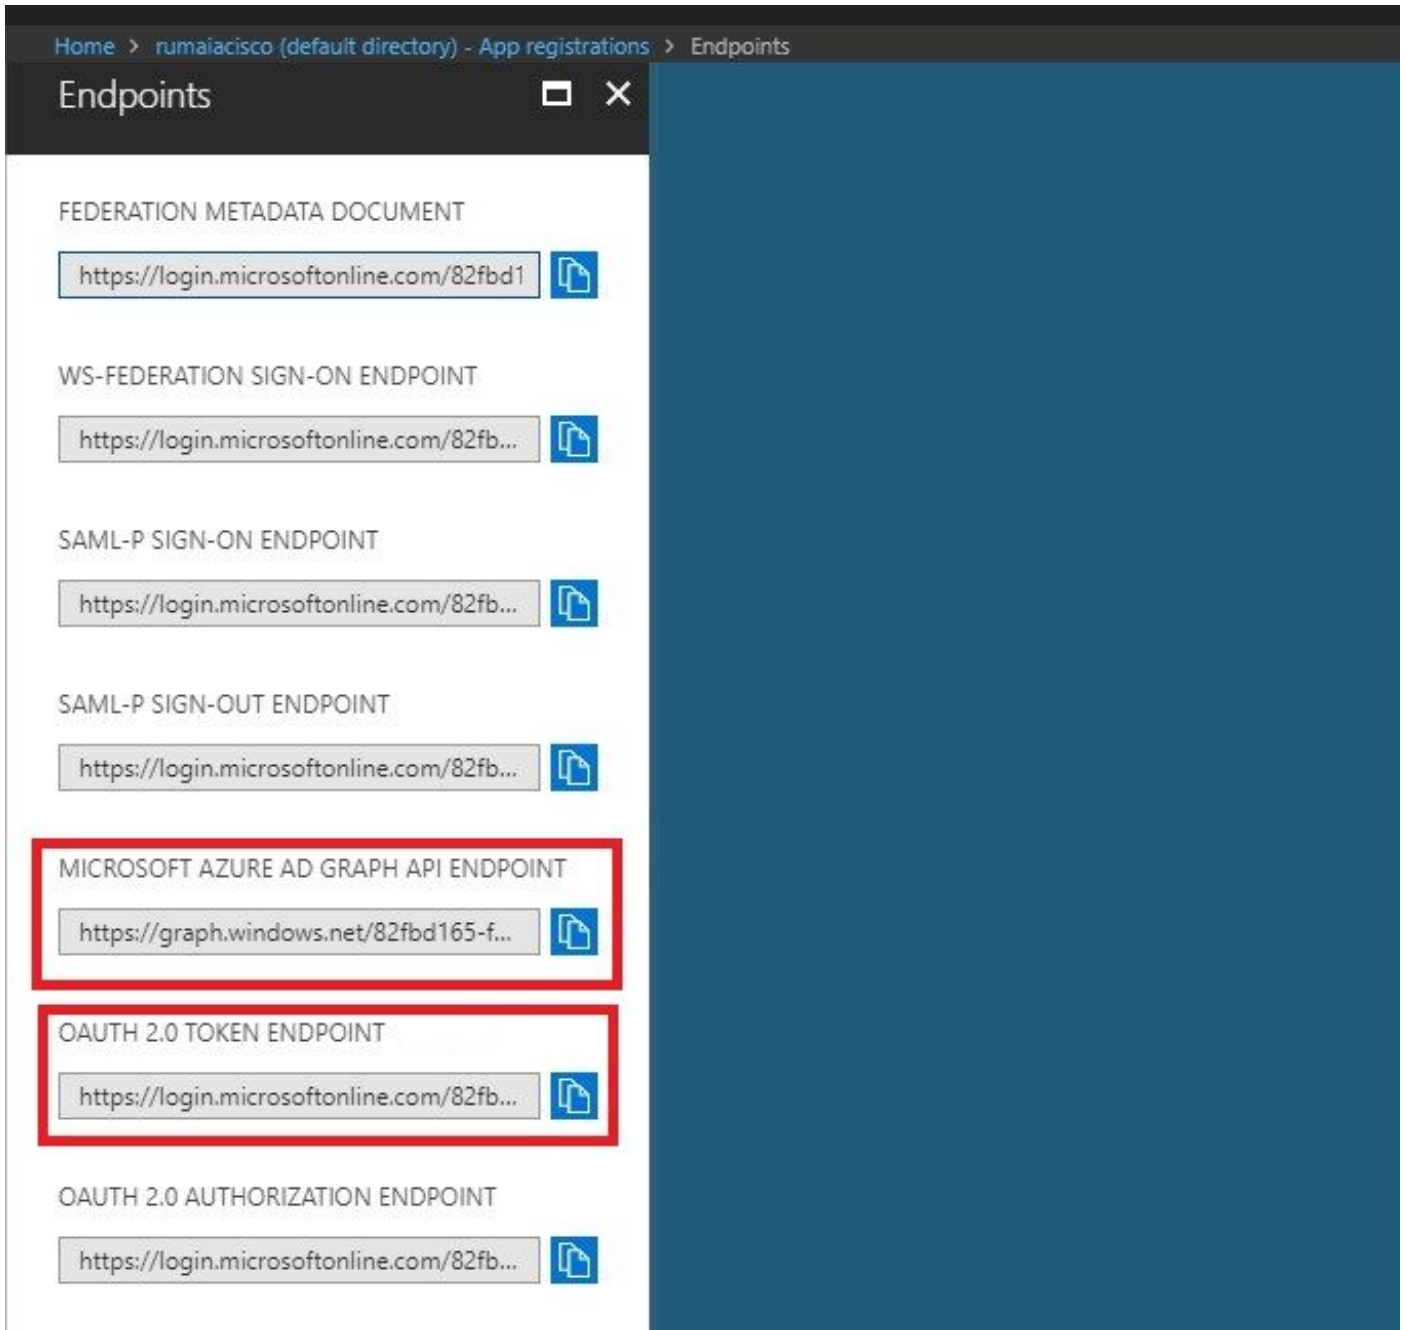 Home > rumaiacisco (default directory) - App registrations > Endpoints
Endpoints
FEDERATION METADATA DOCUMENT
https://login.microsoftonline.com/82fbd1
WS-FEDERATION SIGN-ON ENDPOINT
https://login.microsoftonline.com/82fb...
SAML-P SIGN-ON ENDPOINT
https://login.microsoftonline.com/82fb...
SAML-P SIGN-OUT ENDPOINT
https://login.microsoftonline.com/82fb...
MICROSOFT AZURE AD GRAPH API ENDPOINT
https://graph.windows.net/82fbd165-f...
OAUTH 2.0 TOKEN ENDPOINT
https://login.microsoftonline.com/82fb...
OAUTH 2.0 AUTHORIZATION ENDPOINT
https://login.microsoftonline.com/82fb...